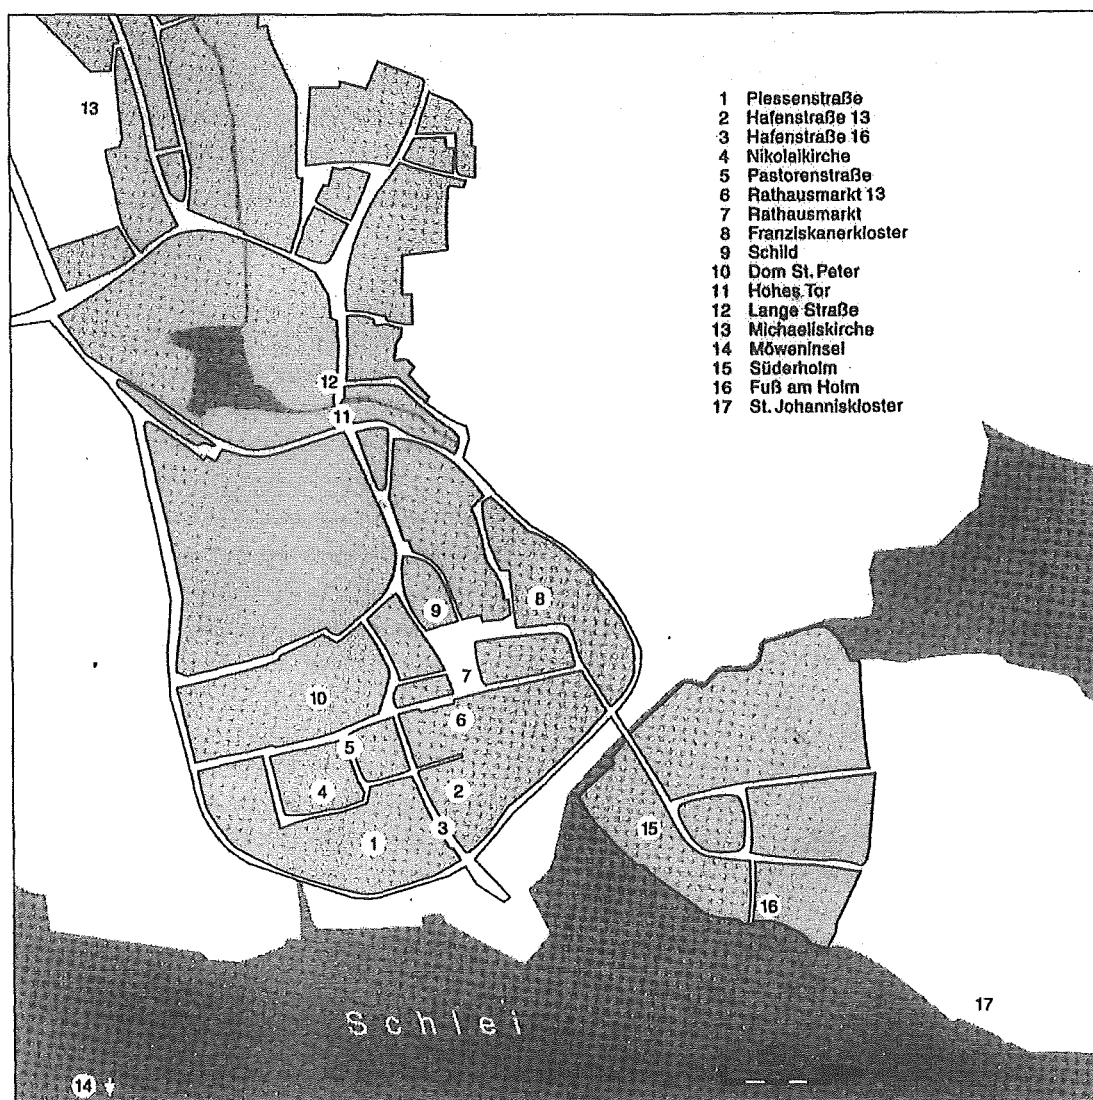 13
1 Plessenstraße
2 Hafenstraße 13
3 Hafenstraße 16
4 Nikolaikirche
5 Pastorenstraße
6 Rathausmarkt 13
7 Rathausmarkt
8 Franziskanerkloster
9 Schild
10 Dom St. Peter
11 Hohes Tor
12 Lange Straße
13 Michaeliskirche
14 Möweninsel
15 Süderholm
16 Fuß am Holm
17 St. Johanniskloster
12
11
8
9
7
10
6
5
4
2
3
15
1
16
17
Schlei
14